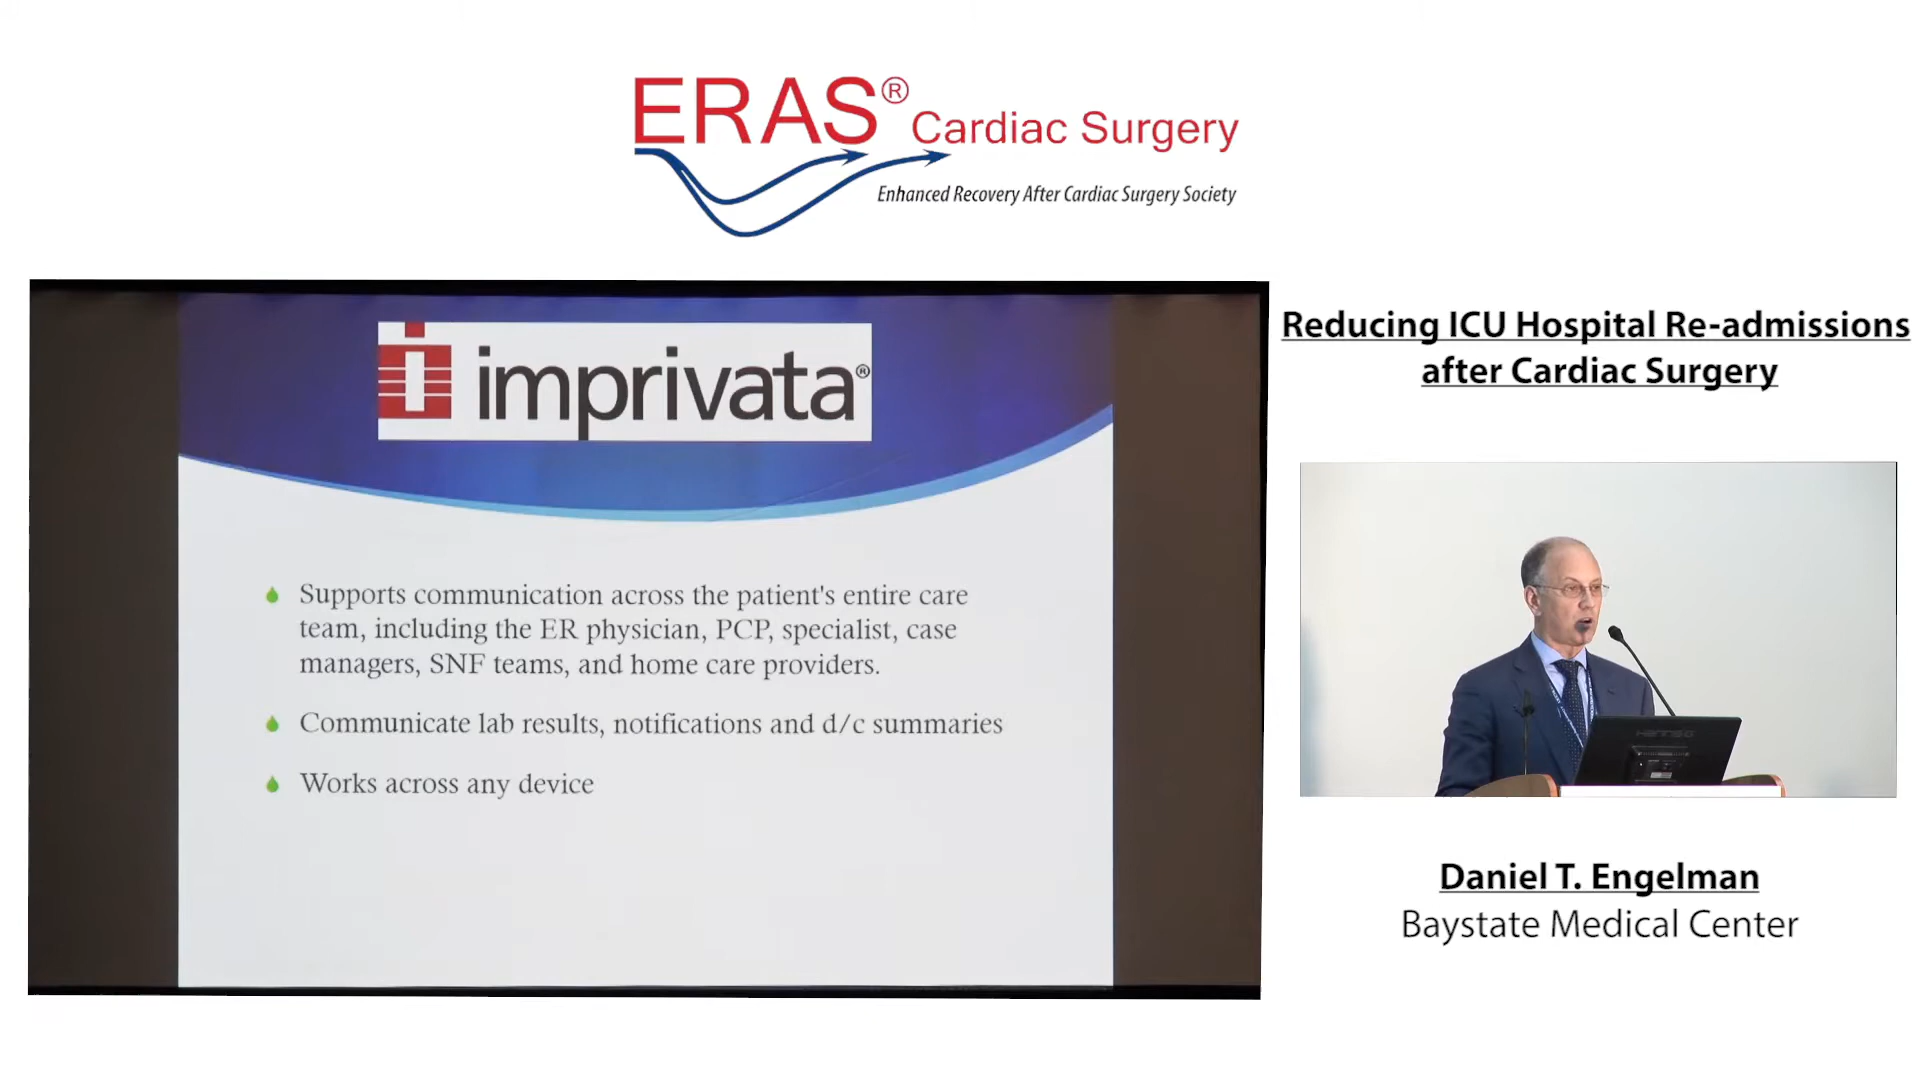 ERAS® Cardiac Surgery
Enhanced Recovery After Cardiac Surgery Society
imprivata®
Supports communication across the patient's entire care
team, including the ER physician, PCP, specialist, case
managers, SNF teams, and home care providers.
Communicate lab results, notifications and d/c summaries
Works across any device
Reducing ICU Hospital Re-admissions
after Cardiac Surgery
Daniel T. Engelman
Baystate Medical Center